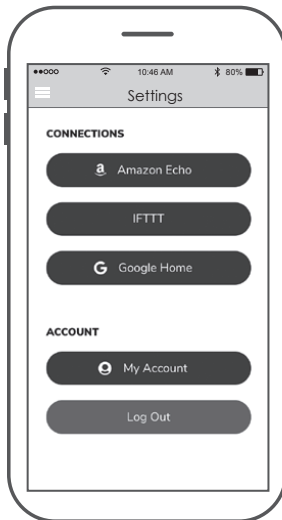 10:46 AM 80%
Settings
CONNECTIONS
a Amazon Echo
IFTTT
G Google Home
ACCOUNT
My Account
Log Out